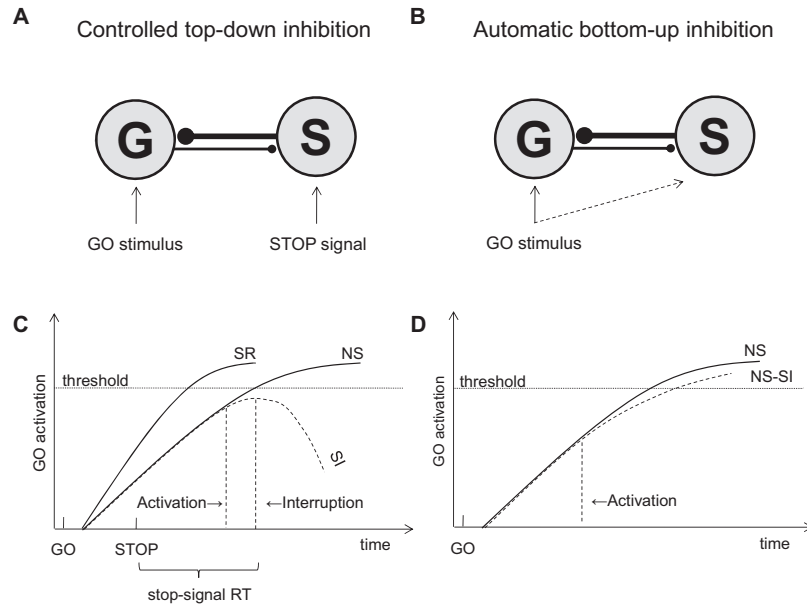 A
Controlled top-down inhibition
G
S
GO stimulus
STOP signal
B
Automatic bottom-up inhibition
G
S
GO stimulus
C
GO activation
threshold
SR
NS
SI
Activation→
←Interruption
GO
STOP
time
stop-signal RT
D
GO activation
threshold
NS
NS-SI
←Activation
GO
time